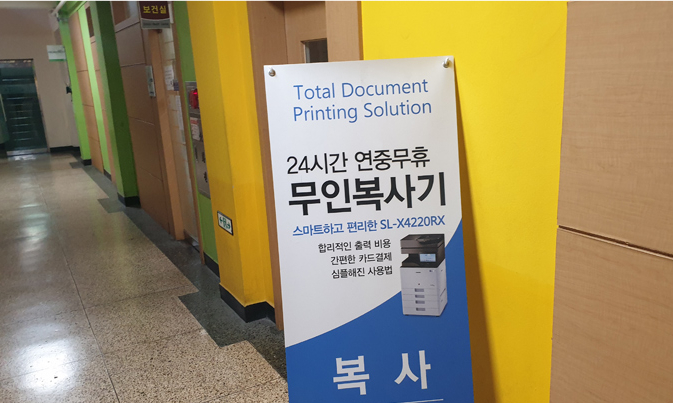 보건실
Total Document
Printing Solution
24시간 연중무휴
무인복사기
스마트하고 편리한 SL-X4220RX
합리적인 출력 비용
간편한 카드결제
심플해진 사용법
복 사